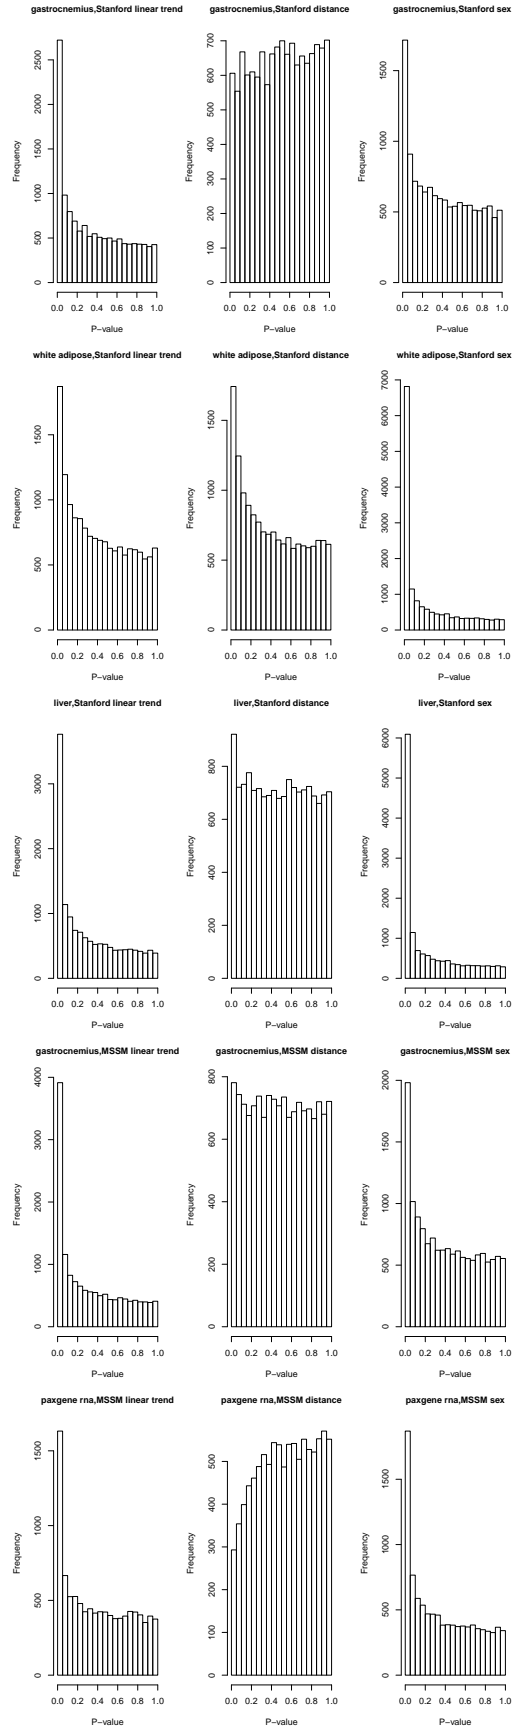 gastrocnemius,Stanford linear trend
gastrocnemius,Stanford distance
gastrocnemius,Stanford sex
Frequency
0 500 1000 1500 2000 2500
0.0 0.2 0.4 0.6 0.8 1.0
P−value
Frequency
0 100 200 300 400 500 600 700
0.0 0.2 0.4 0.6 0.8 1.0
P−value
Frequency
0 500 1000 1500
0.0 0.2 0.4 0.6 0.8 1.0
P−value
white adipose,Stanford linear trend
white adipose,Stanford distance
white adipose,Stanford sex
Frequency
0 500 1000 1500
0.0 0.2 0.4 0.6 0.8 1.0
P−value
Frequency
0 500 1000 1500
0.0 0.2 0.4 0.6 0.8 1.0
P−value
Frequency
0 1000 2000 3000 4000 5000 6000 7000
0.0 0.2 0.4 0.6 0.8 1.0
P−value
liver,Stanford linear trend
liver,Stanford distance
liver,Stanford sex
Frequency
0 1000 2000 3000
0.0 0.2 0.4 0.6 0.8 1.0
P−value
Frequency
0 200 400 600 800
0.0 0.2 0.4 0.6 0.8 1.0
P−value
Frequency
0 1000 2000 3000 4000 5000 6000
0.0 0.2 0.4 0.6 0.8 1.0
P−value
gastrocnemius,MSSM linear trend
gastrocnemius,MSSM distance
gastrocnemius,MSSM sex
Frequency
0 1000 2000 3000 4000
0.0 0.2 0.4 0.6 0.8 1.0
P−value
Frequency
0 200 400 600 800
0.0 0.2 0.4 0.6 0.8 1.0
P−value
Frequency
0 500 1000 1500 2000
0.0 0.2 0.4 0.6 0.8 1.0
P−value
paxgene rna,MSSM linear trend
paxgene rna,MSSM distance
paxgene rna,MSSM sex
Frequency
0 500 1000 1500
0.0 0.2 0.4 0.6 0.8 1.0
P−value
Frequency
0 100 200 300 400 500
0.0 0.2 0.4 0.6 0.8 1.0
P−value
Frequency
0 500 1000 1500
0.0 0.2 0.4 0.6 0.8 1.0
P−value